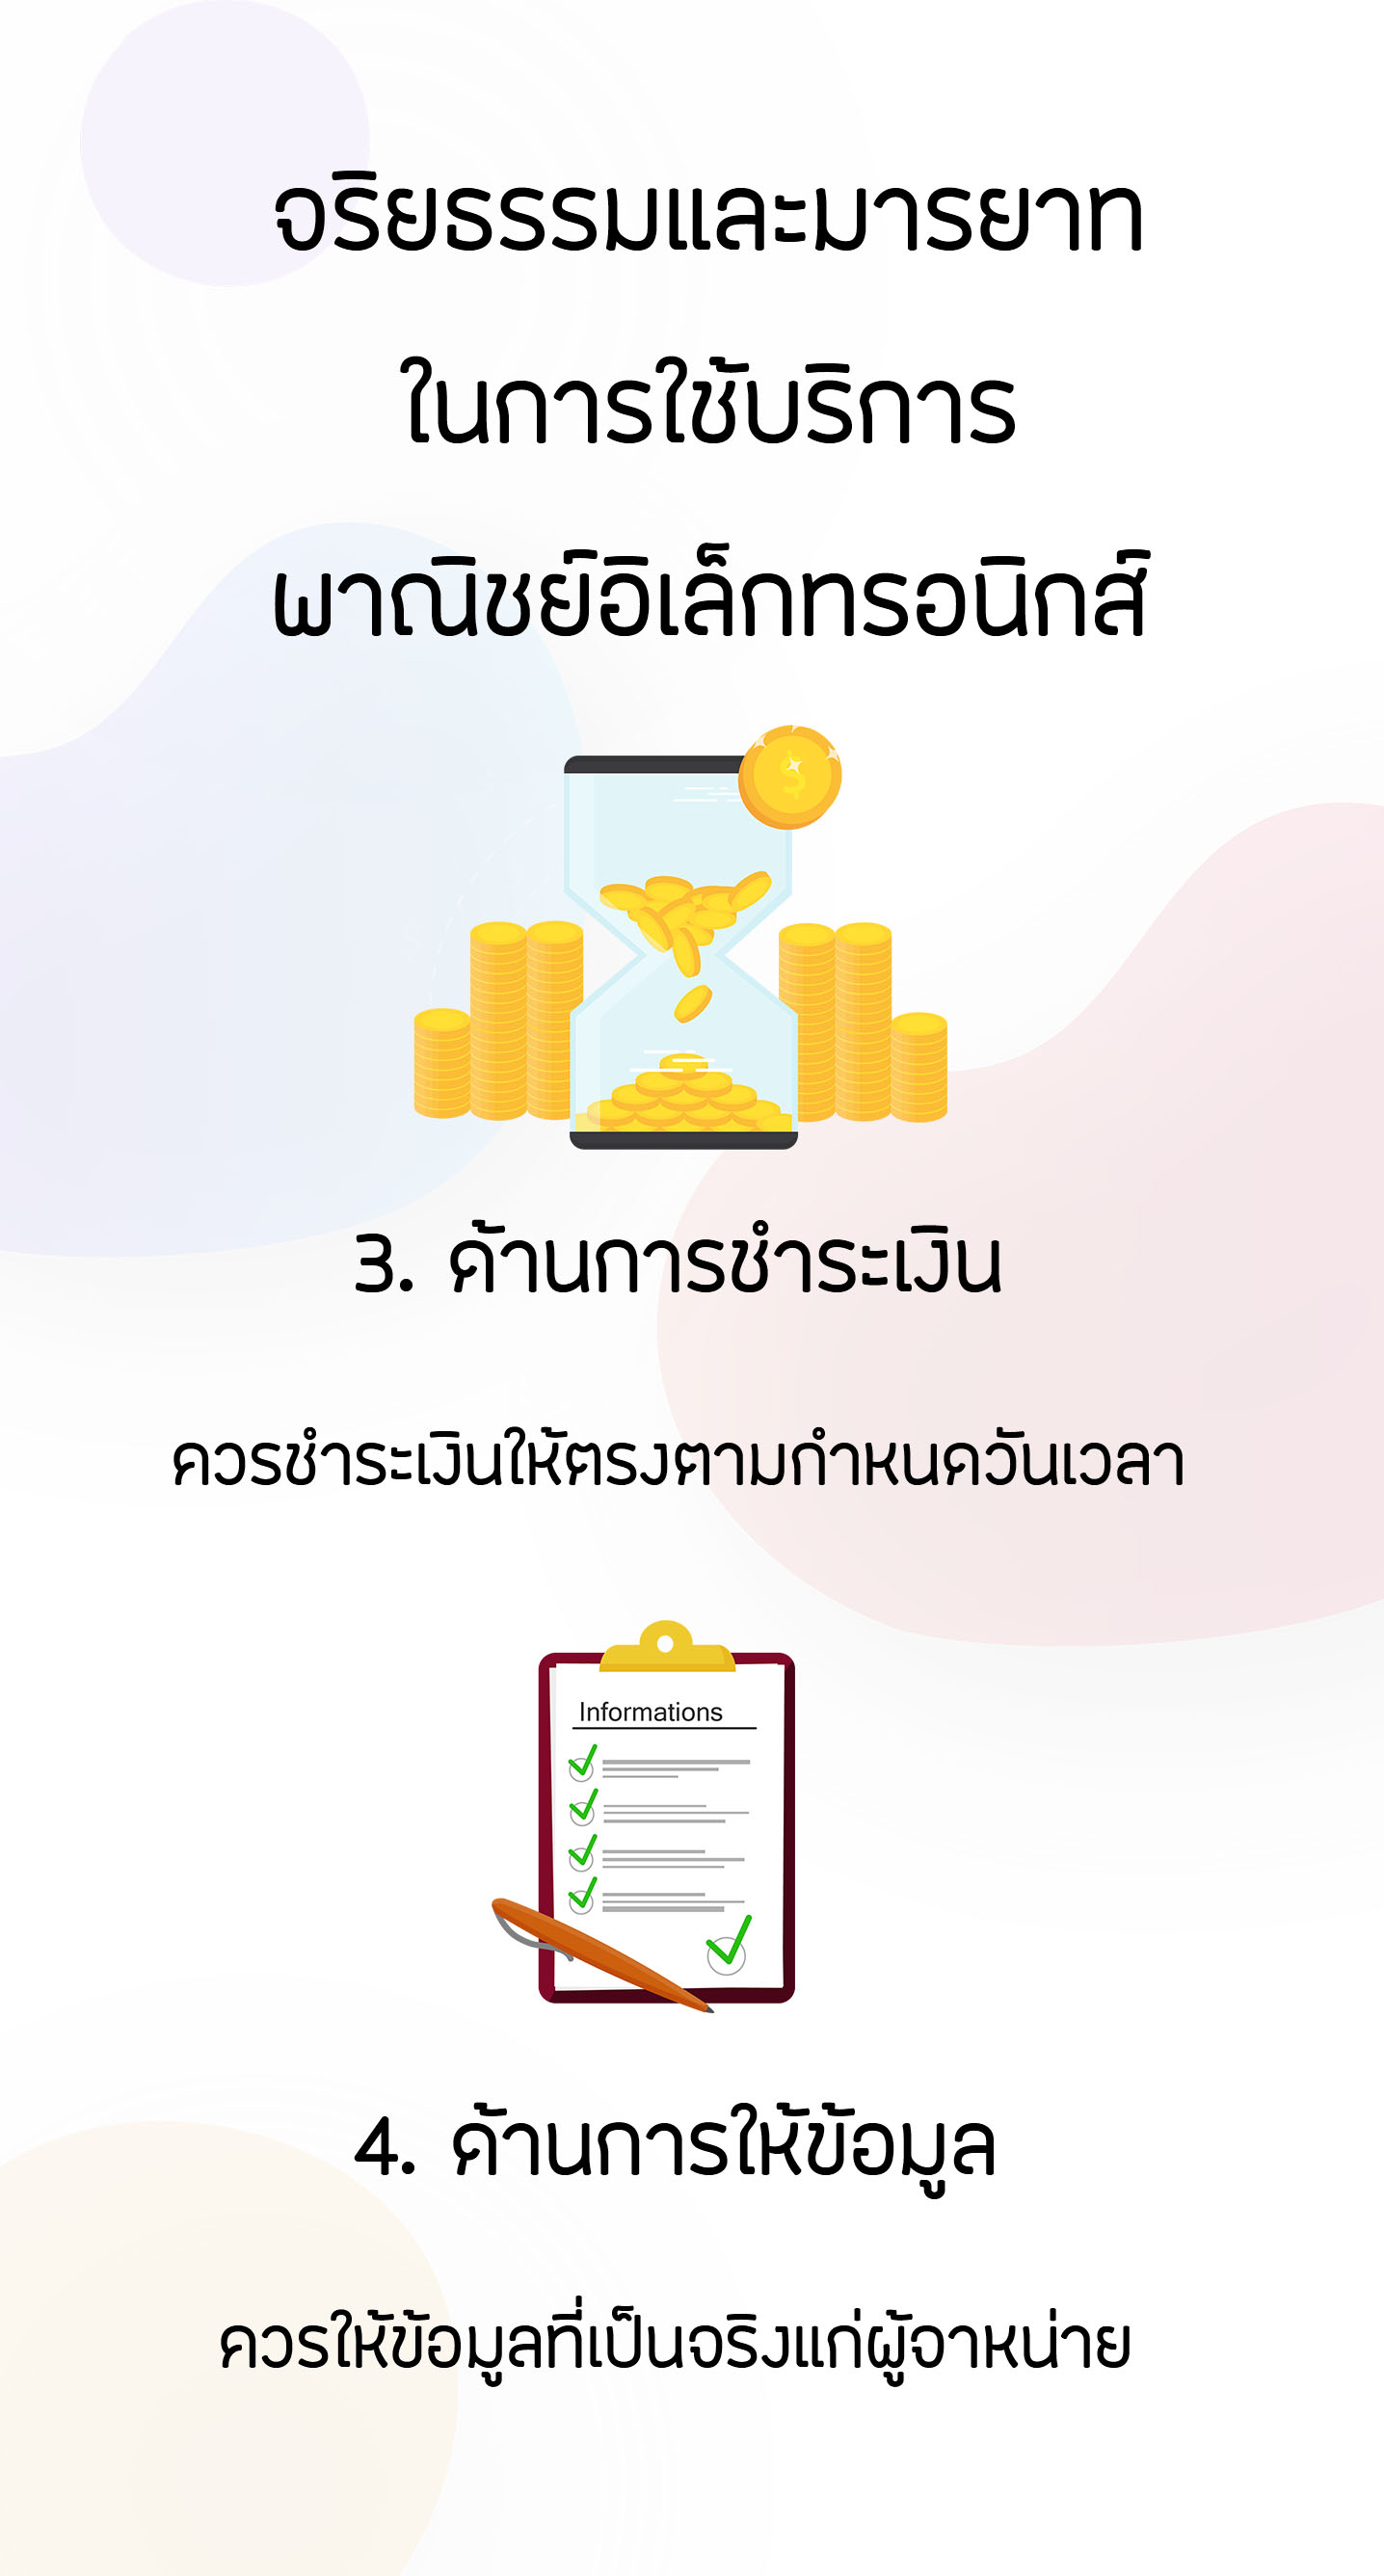 จริยธรรมและมารยาท
ในการใช้บริการ
พาณิชย์อิเล็กทรอนิกส์
3. ด้านการชำระเงิน
ควรชำระเงินให้ตรงตามกำหนดวันเวลา
Informations
4. ด้านการให้ข้อมูล
ควรให้ข้อมูลที่เป็นจริงแก่ผู้จาหน่าย